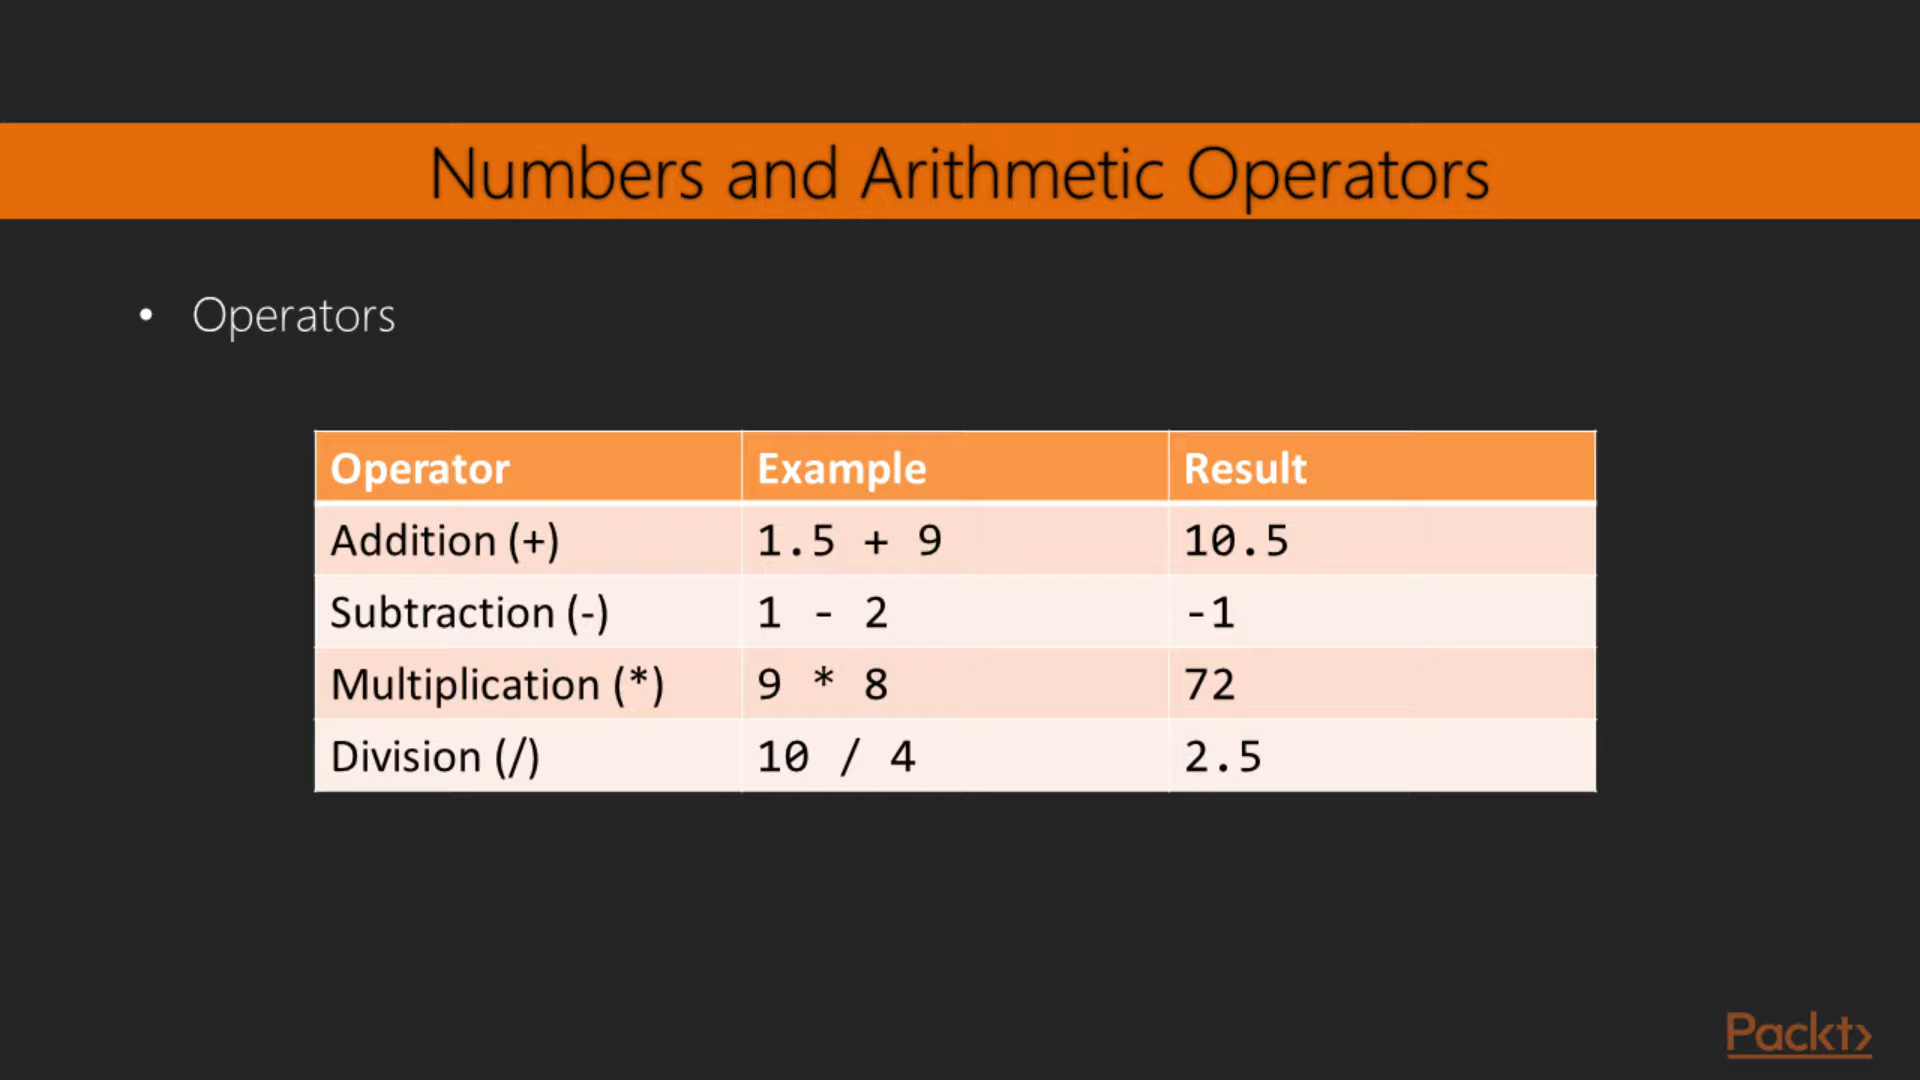 Numbers and Arithmetic Operators
• Operators
Operator Example Result
Addition (+) 1.5 + 9 10.5
Subtraction (-) 1 - 2 -1
Multiplication (*) 9 * 8 72
Division (/) 10 / 4 2.5
Packt>